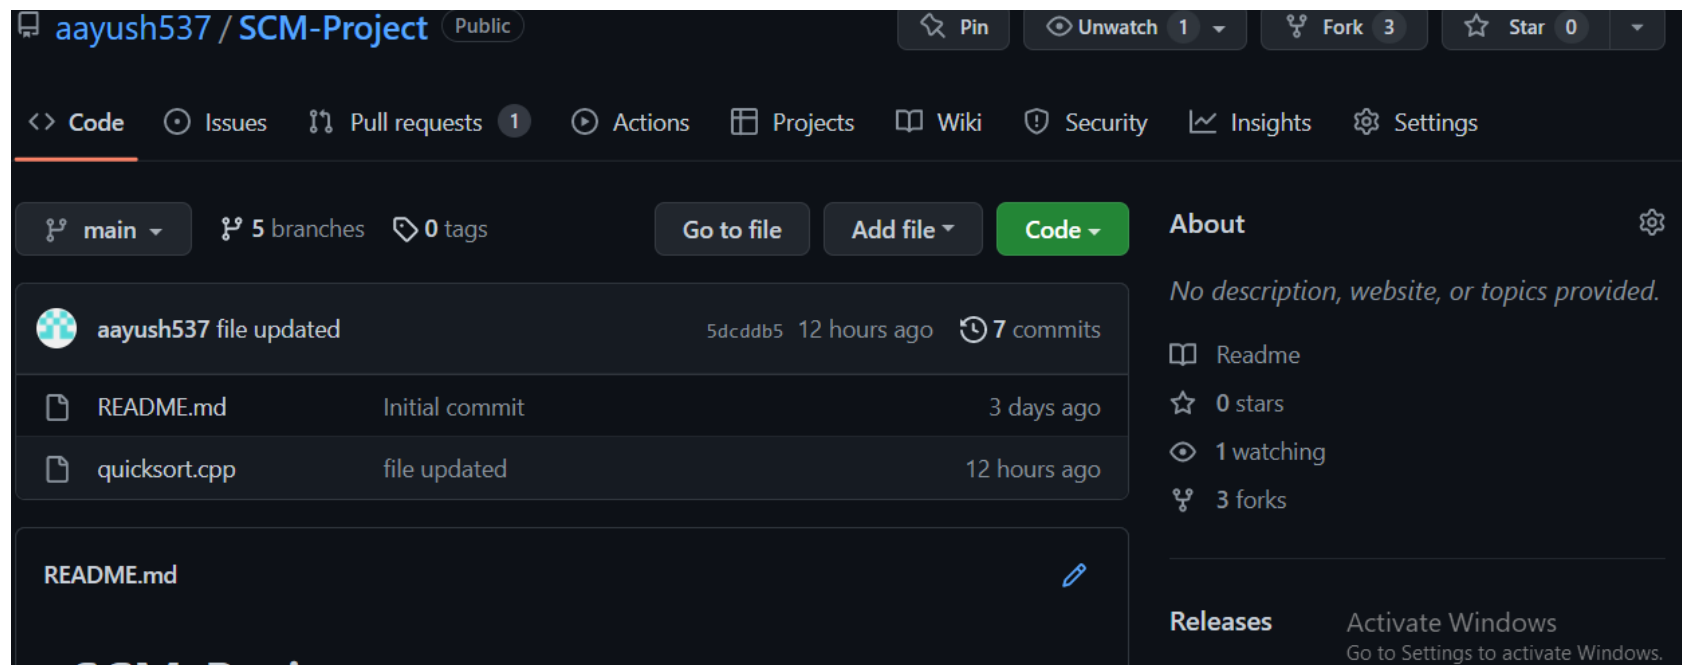 aayush537 / SCM-Project Public Pin Unwatch 1 Fork 3 Star 0
Code Issues Pull requests 1 Actions Projects Wiki Security Insights Settings
main 5 branches 0 tags Go to file Add file Code
aayush537 file updated 5dcddb5 12 hours ago 7 commits
README.md Initial commit 3 days ago
quicksort.cpp file updated 12 hours ago
README.md
About
No description, website, or topics provided.
Readme
0 stars
1 watching
3 forks
Releases
Activate Windows
Go to Settings to activate Windows.